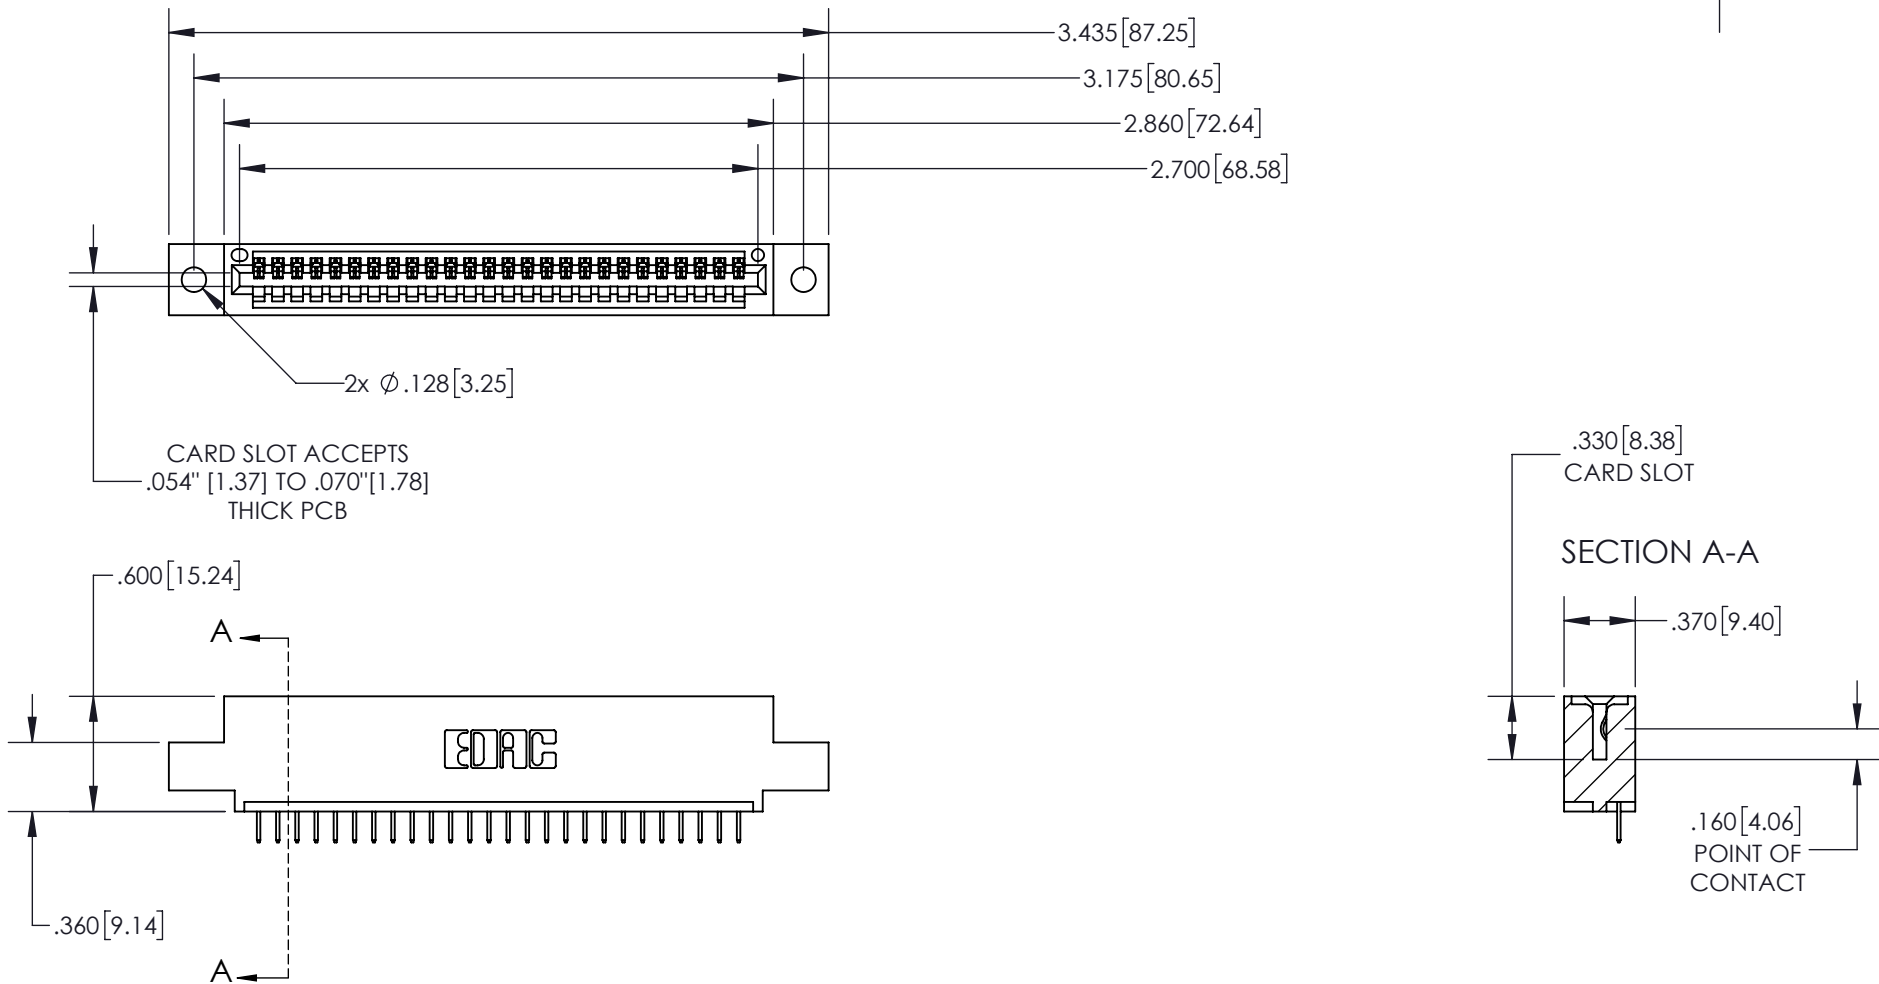 3.435[87.25]
3.175[80.65]
2.860[72.64]
2.700[68.58]
2x ∅.128[3.25]
CARD SLOT ACCEPTS
.054" [1.37] TO .070"[1.78]
THICK PCB
.330[8.38]
CARD SLOT
SECTION A-A
.600[15.24]
A
.370[9.40]
EDAC
.160[4.06]
POINT OF
CONTACT
.360[9.14]
A